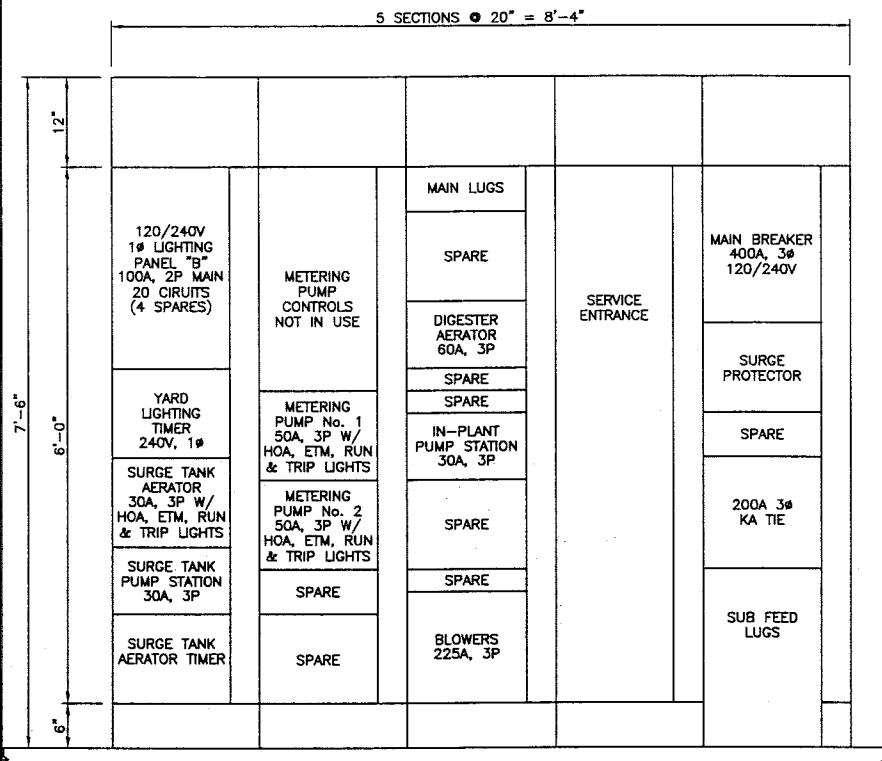 5 SECTIONS @ 20" = 8'-4"
12"
7'-6"
6'-0"
6"
120/240V
1ø LIGHTING
PANEL "B"
100A, 2P MAIN
20 CIRUITS
(4 SPARES)
YARD
LIGHTING
TIMER
240V, 1ø
SURGE TANK
AERATOR
30A, 3P W/
HOA, ETM, RUN
& TRIP LIGHTS
SURGE TANK
PUMP STATION
30A, 3P
SURGE TANK
AERATOR TIMER
METERING
PUMP
CONTROLS
NOT IN USE
METERING
PUMP No. 1
50A, 3P W/
HOA, ETM, RUN
& TRIP LIGHTS
METERING
PUMP No. 2
50A, 3P W/
HOA, ETM, RUN
& TRIP LIGHTS
SPARE
SPARE
MAIN LUGS
SPARE
DIGESTER
AERATOR
60A, 3P
SPARE
SPARE
IN-PLANT
PUMP STATION
30A, 3P
SPARE
SPARE
BLOWERS
225A, 3P
SERVICE
ENTRANCE
MAIN BREAKER
400A, 3ø
120/240V
SURGE
PROTECTOR
SPARE
200A 3ø
KA TIE
SUB FEED
LUGS